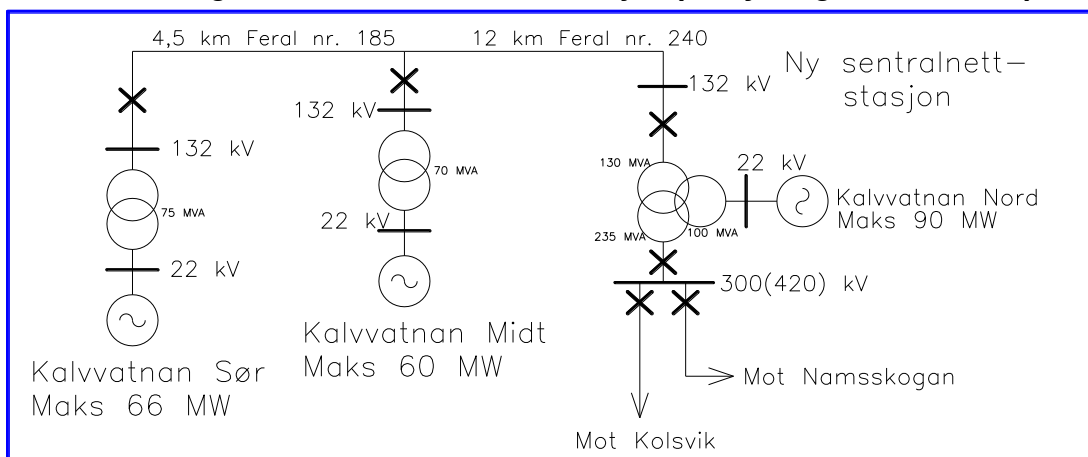 4,5 km Feral nr. 185
12 km Feral nr. 240
Ny sentralnett-
stasjon
132 kV
132 kV
132 kV
130 MVA
22 kV
70 MVA
75 MVA
Kalvvatnan Nord
Maks 90 MW
22 kV
235 MVA
100 MVA
22 kV
300(420) kV
Kalvvatnan Midt
Maks 60 MW
Kalvvatnan Sør
Maks 66 MW
Mot Namsskogan
Mot Kolsvik